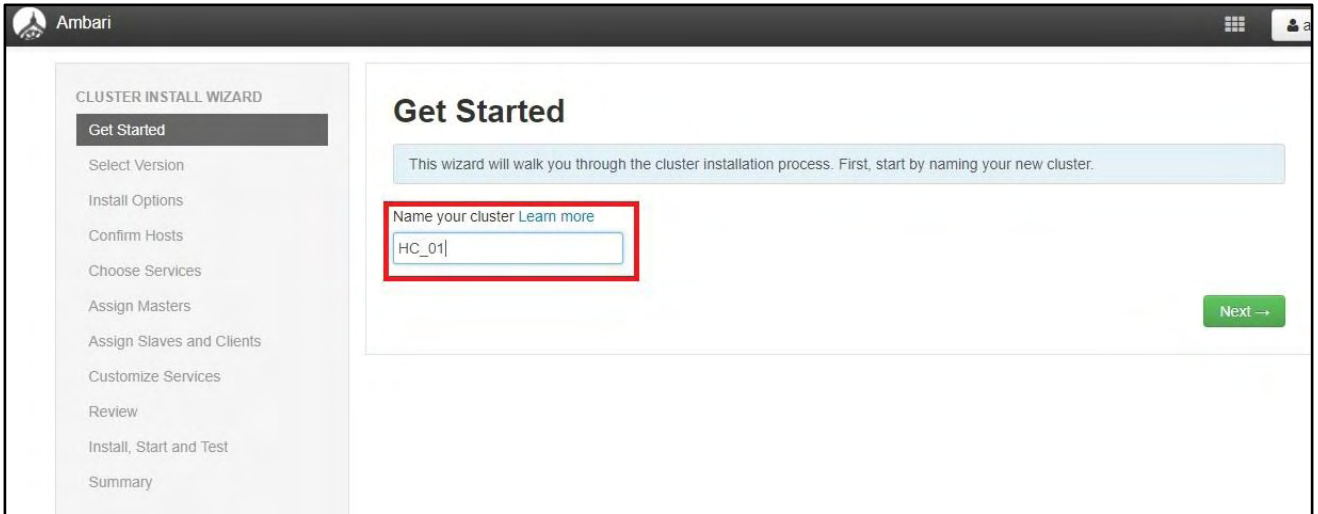 Ambari
a
CLUSTER INSTALL WIZARD
Get Started
Select Version
Install Options
Confirm Hosts
Choose Services
Assign Masters
Assign Slaves and Clients
Customize Services
Review
Install, Start and Test
Summary
Get Started
This wizard will walk you through the cluster installation process. First, start by naming your new cluster.
Name your cluster Learn more
HC_01
Next →